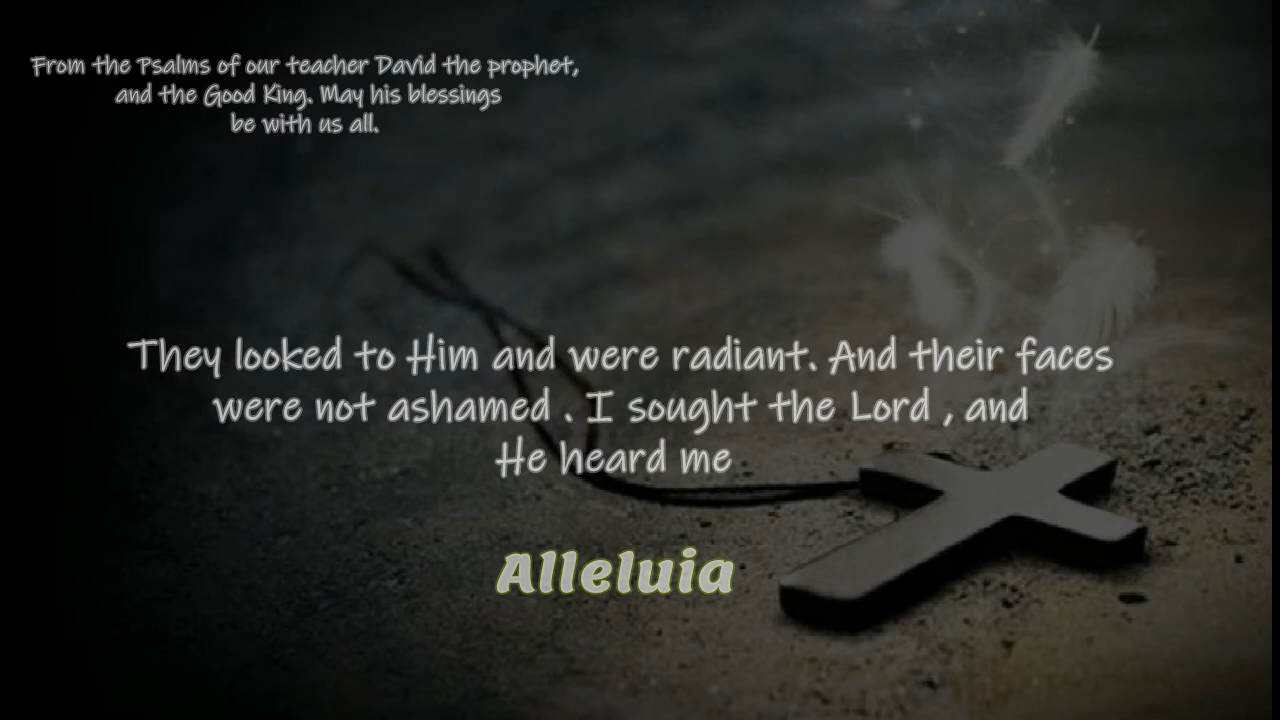 From the Psalms of our teacher David the prophet,
and the Good King. May his blessings
be with us all.
They looked to Him and were radiant. And their faces
were not ashamed . I sought the Lord , and
He heard me
Alleluia